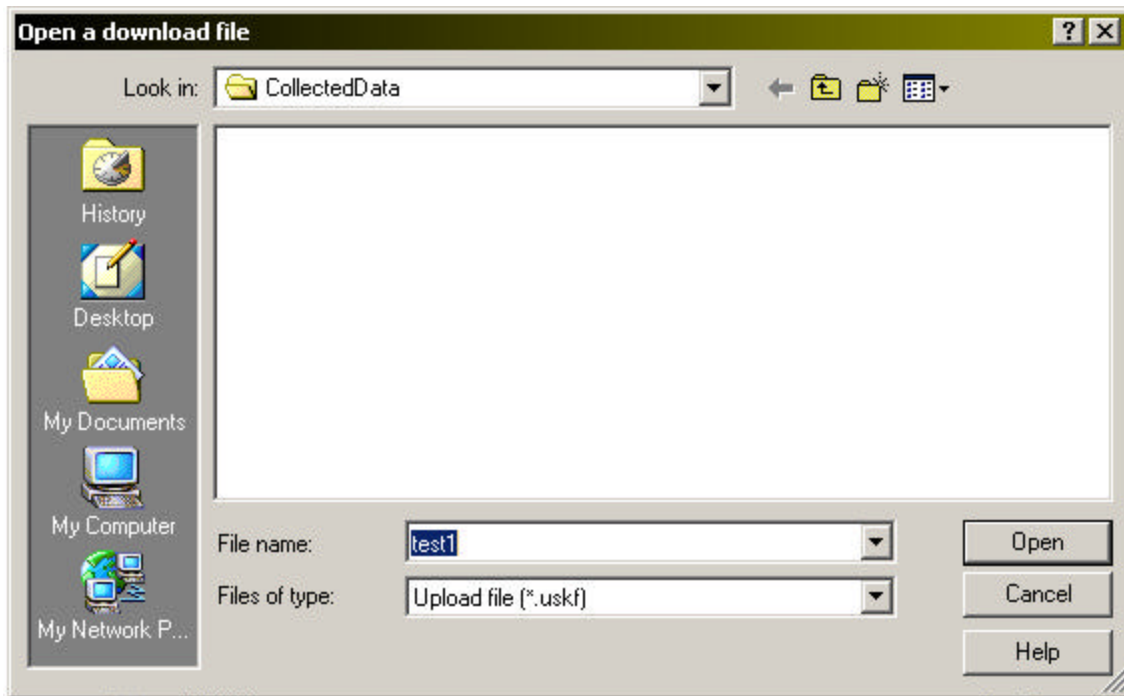 Open a download file
Look in: CollectedData
History
Desktop
My Documents
My Computer
My Network P...
File name: test1 Open
Files of type: Upload file (*.uskf) Cancel
Help